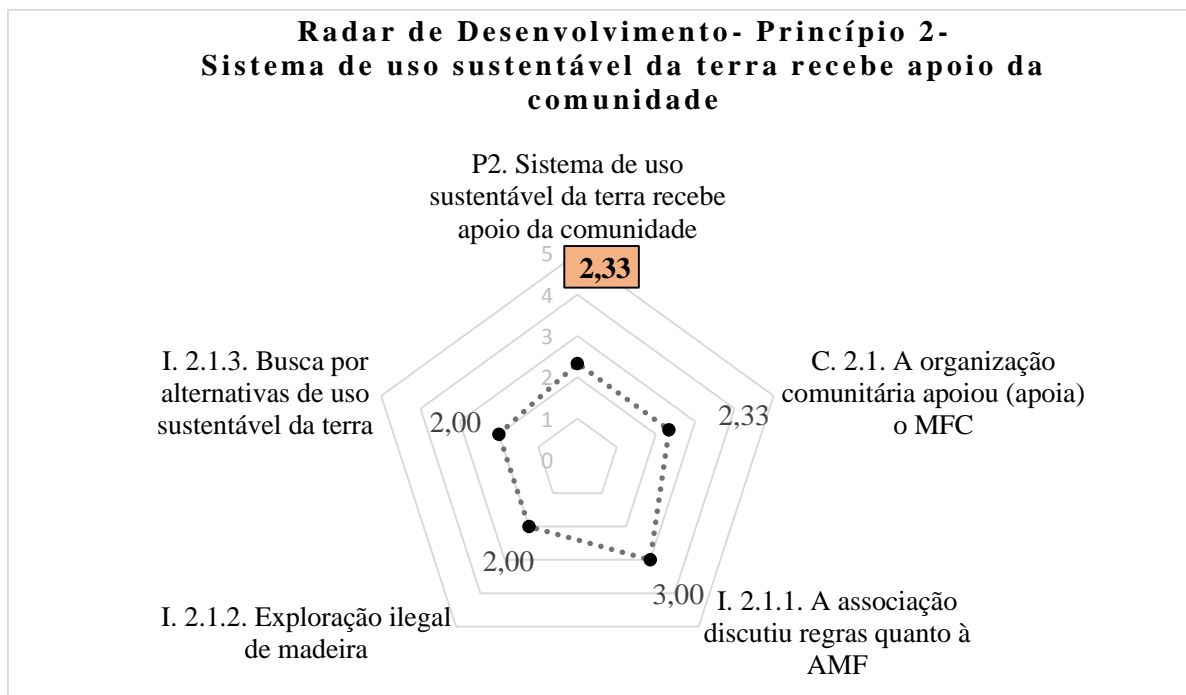 Radar de Desenvolvimento- Princípio 2-
Sistema de uso sustentável da terra recebe apoio da
comunidade
P2. Sistema de uso
sustentável da terra recebe
apoio da comunidade
2,33
C. 2.1. A organização
comunitária apoiou (apoia)
o MFC
2,33
I. 2.1.1. A associação
discutiu regras quanto à
AMF
3,00
I. 2.1.2. Exploração ilegal
de madeira
2,00
I. 2.1.3. Busca por
alternativas de uso
sustentável da terra
2,00
5
4
3
2
1
0